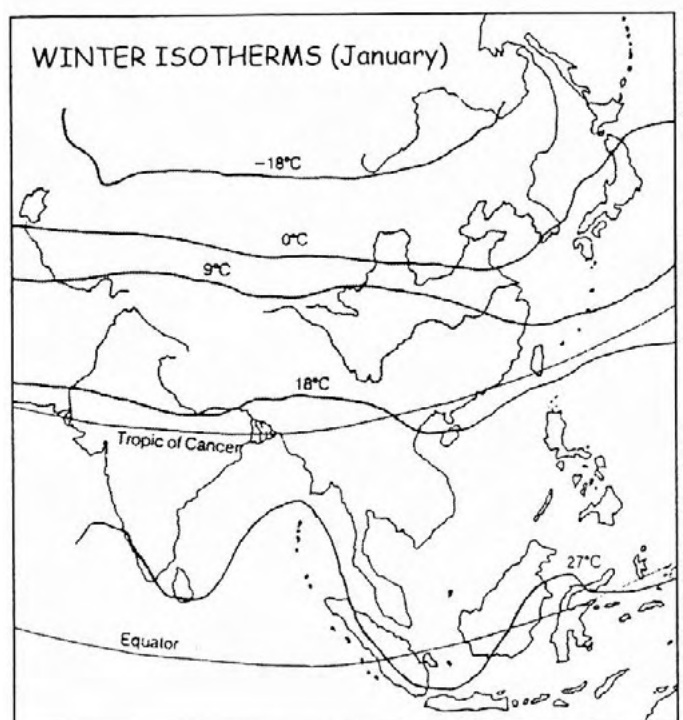 WINTER ISOTHERMS (January)
−18°C
0°C
9°C
18°C
Tropic of Cancer
27°C
Equator